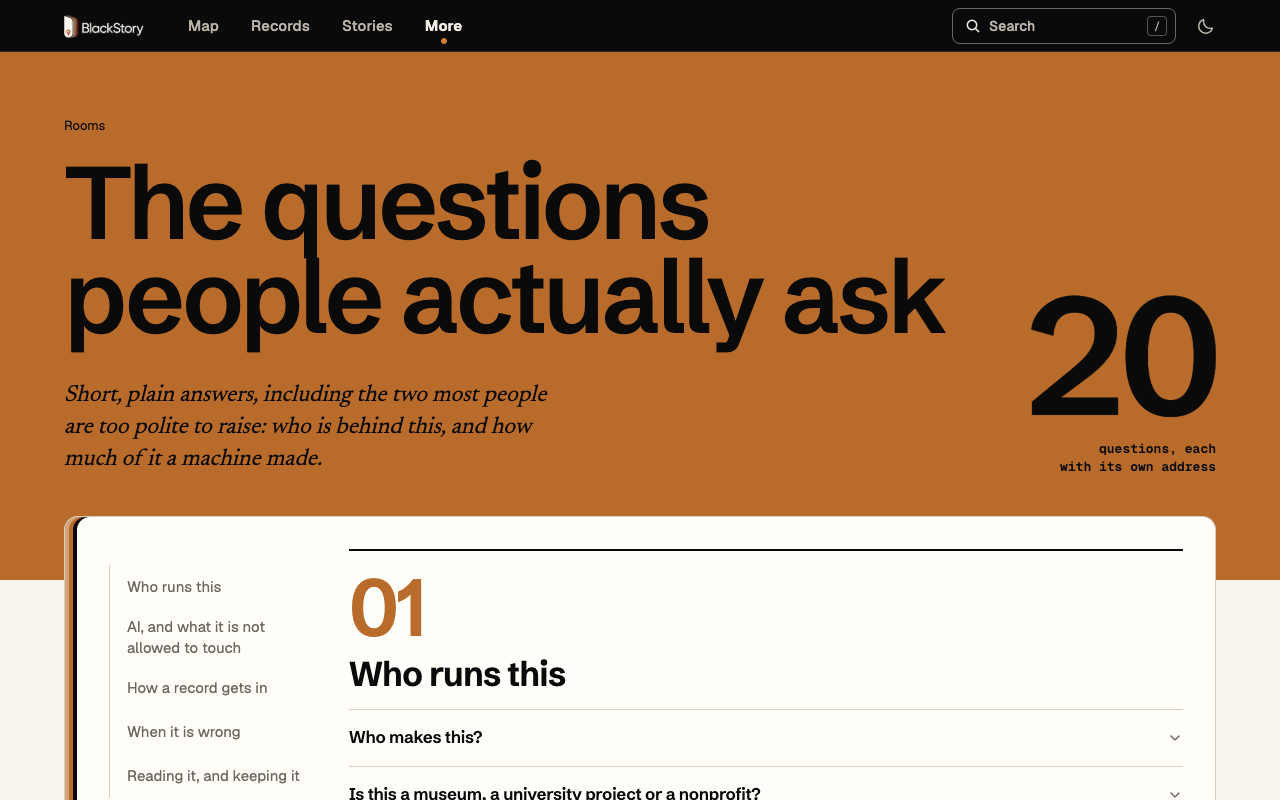 BlackStory
Map
Records
Stories
More
Search
/
Rooms
The questions
people actually ask
Short, plain answers, including the two most people
are too polite to raise: who is behind this, and how
much of it a machine made.
20
questions, each
with its own address
Who runs this
AI, and what it is not
allowed to touch
How a record gets in
When it is wrong
Reading it, and keeping it
01
Who runs this
Who makes this?
Is this a museum, a university project or a nonprofit?